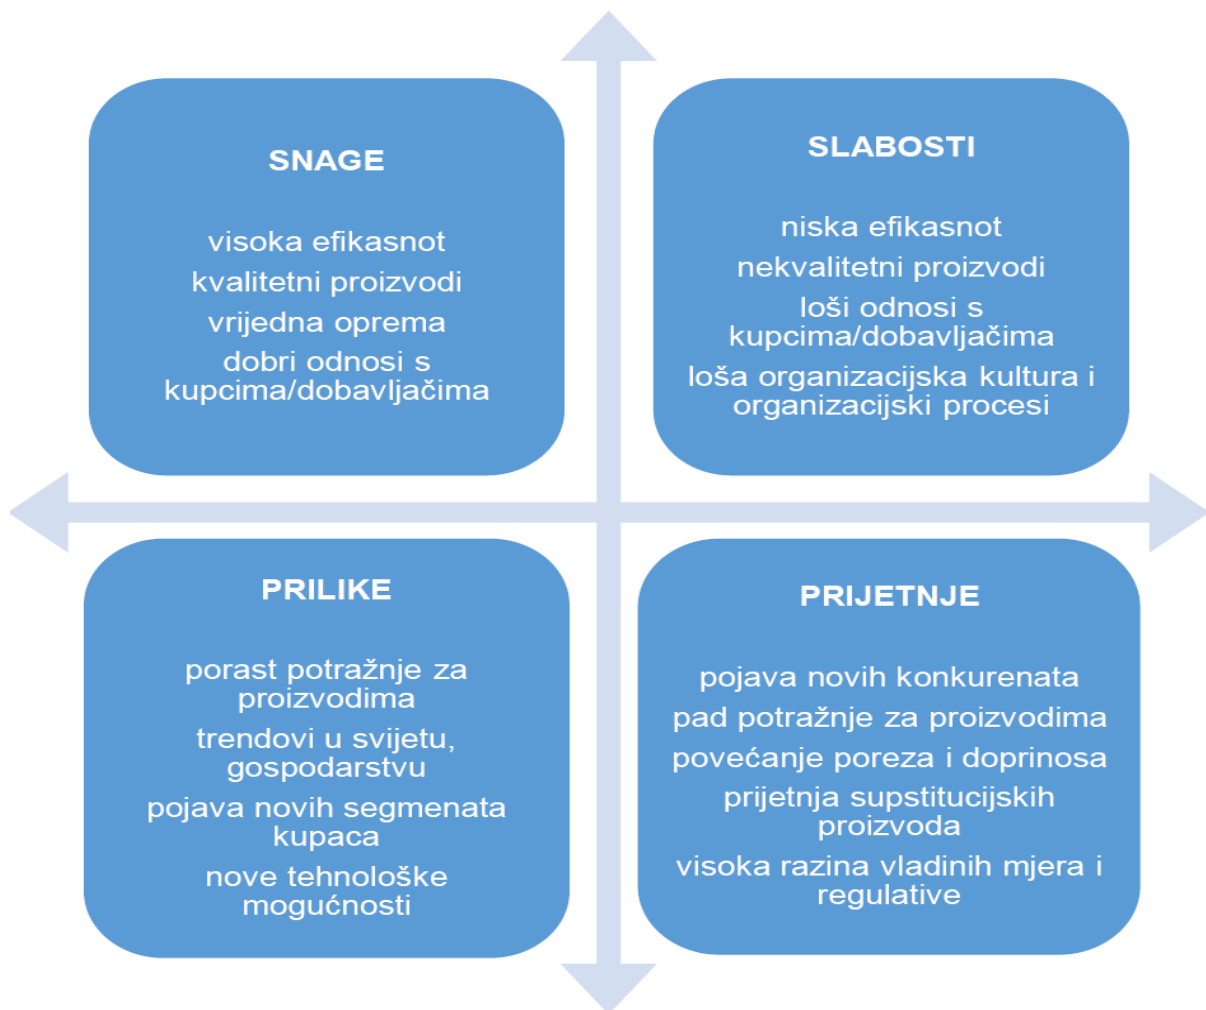 SNAGE
visoka efikasnot
kvalitetni proizvodi
vrijedna oprema
dobri odnosi s
kupcima/dobavljačima
SLABOSTI
niska efikasnot
nekvalitetni proizvodi
loši odnosi s
kupcima/dobavljačima
loša organizacijska kultura i
organizacijski procesi
PRILIKE
porast potražnje za
proizvodima
trendovi u svijetu,
gospodarstvu
pojava novih segmenata
kupaca
nove tehnološke
mogućnosti
PRIJETNJE
pojava novih konkurenata
pad potražnje za proizvodima
povećanje poreza i doprinosa
prijetnja supstitucijskih
proizvoda
visoka razina vladinih mjera i
regulative